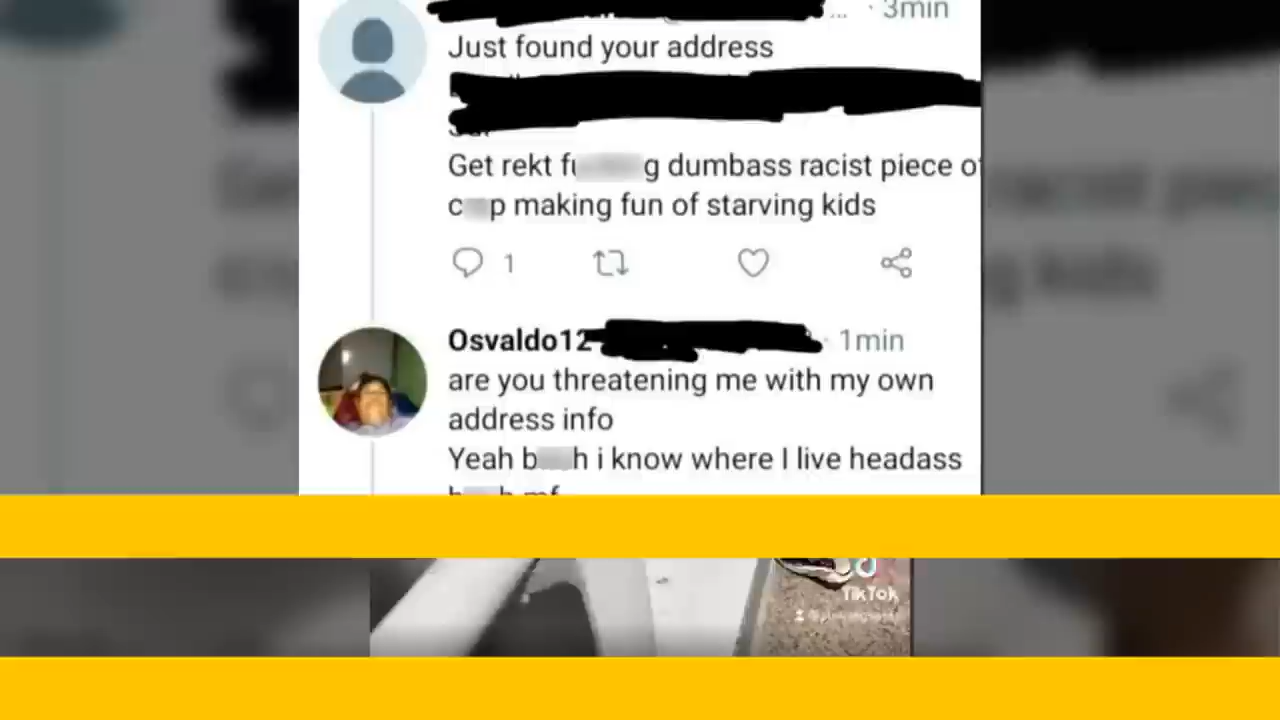 3min
Just found your address
Get rekt fu g dumbass racist piece of
c p making fun of starving kids
1
Osvaldo12 1min
are you threatening me with my own
address info
Yeah b h i know where I live headass
b h mf
TikTok